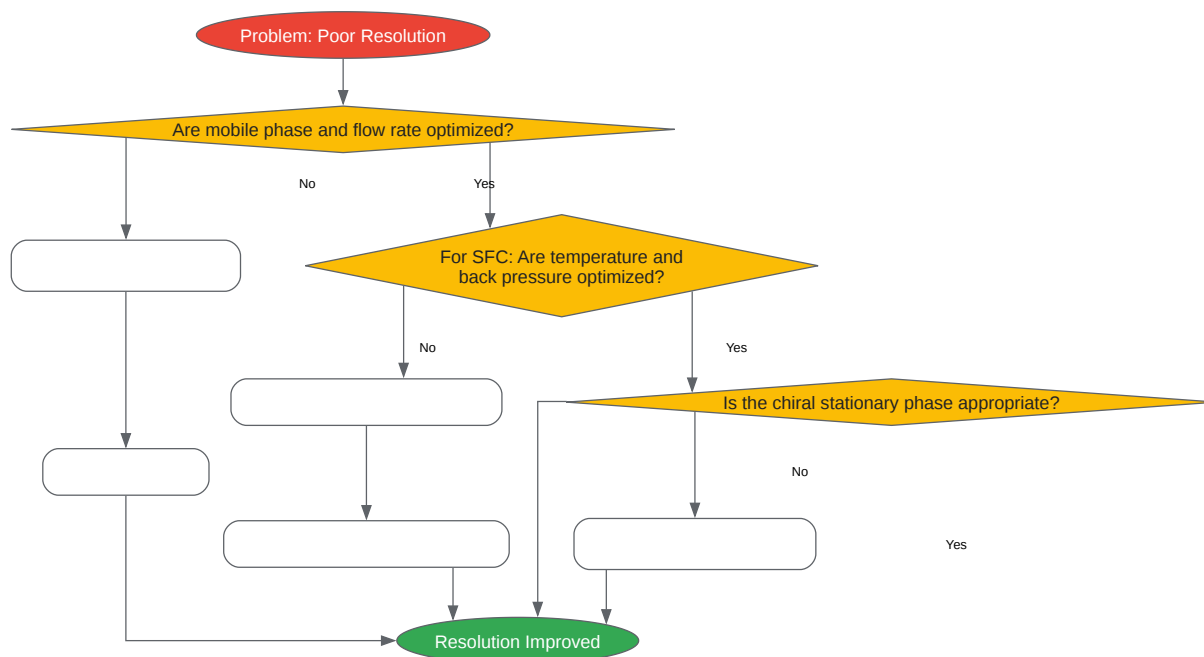 Problem: Poor Resolution
Are mobile phase and flow rate optimized?
No
Yes
For SFC: Are temperature and
back pressure optimized?
No
Yes
Is the chiral stationary phase appropriate?
No
Yes
Resolution Improved